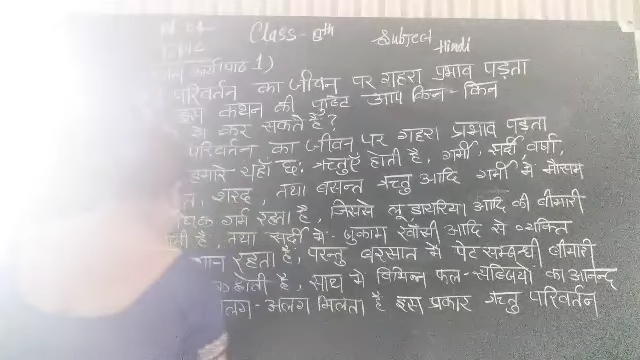 Class - 8th Subject Hindi
पाठ 1)
परिवर्तन का जीवन पर गहरा प्रभाव पड़ता
इस कथन की पुष्टि आप किन - किन
से कर सकते हैं?
परिवर्तन का जीवन पर गहरा प्रभाव पड़ता
हमारे यहाँ छः ऋतुएँ होती है, गर्मी, सर्दी, वर्षा,
शरद, तथा बसन्त ऋतु आदि गर्मी में मौसम
गर्म रहता है, जिससे लू डायरिया आदि की बीमारी
है, तथा सर्दी में जुकाम खाँसी आदि से व्यक्ति
रहता है, परन्तु बरसात में पेट सम्बन्धी बीमारी
होती है, साथ में विभिन्न फल-सब्जियों का आनन्द
अलग - अलग मिलता है इस प्रकार ऋतु परिवर्तन